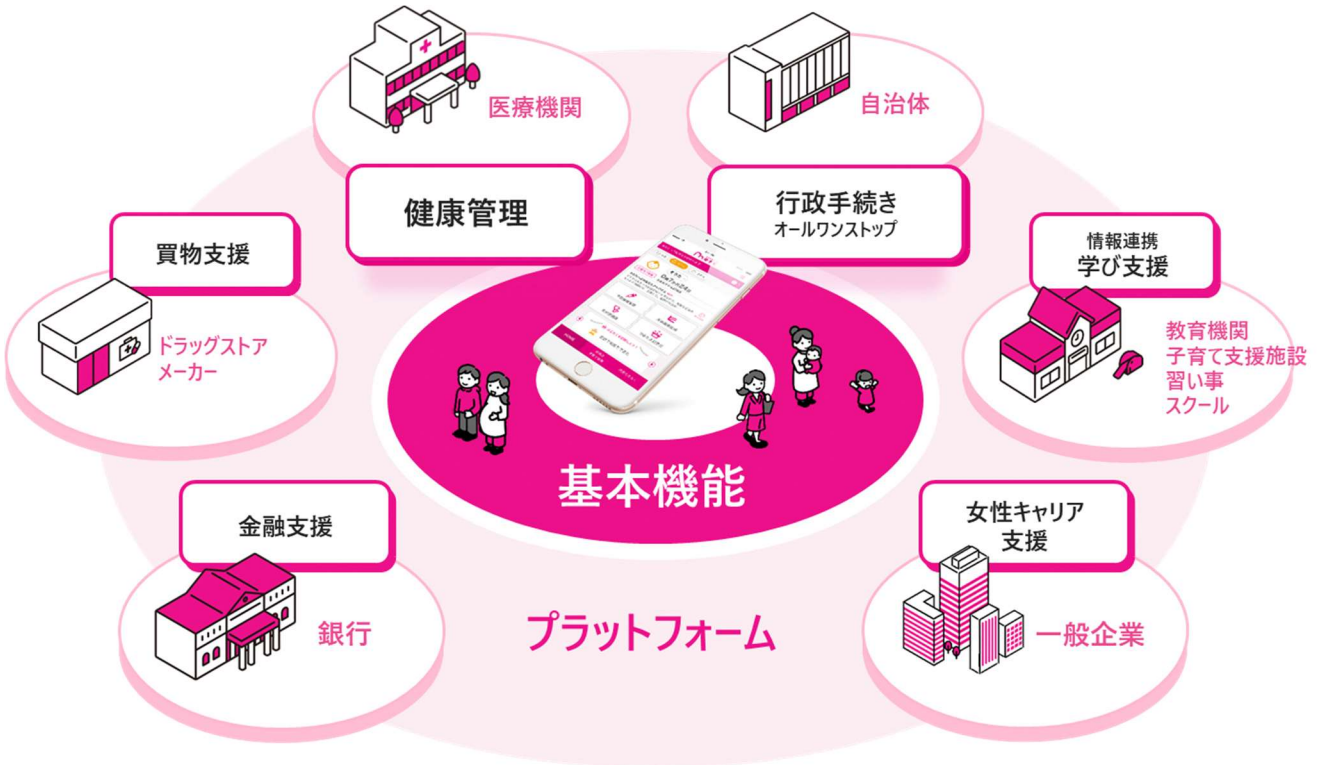 医療機関
自治体
健康管理
行政手続き
オールワンストップ
買物支援
情報連携
学び支援
ドラッグストア
メーカー
教育機関
子育て支援施設
習い事
スクール
基本機能
金融支援
女性キャリア
支援
銀行
プラットフォーム
一般企業